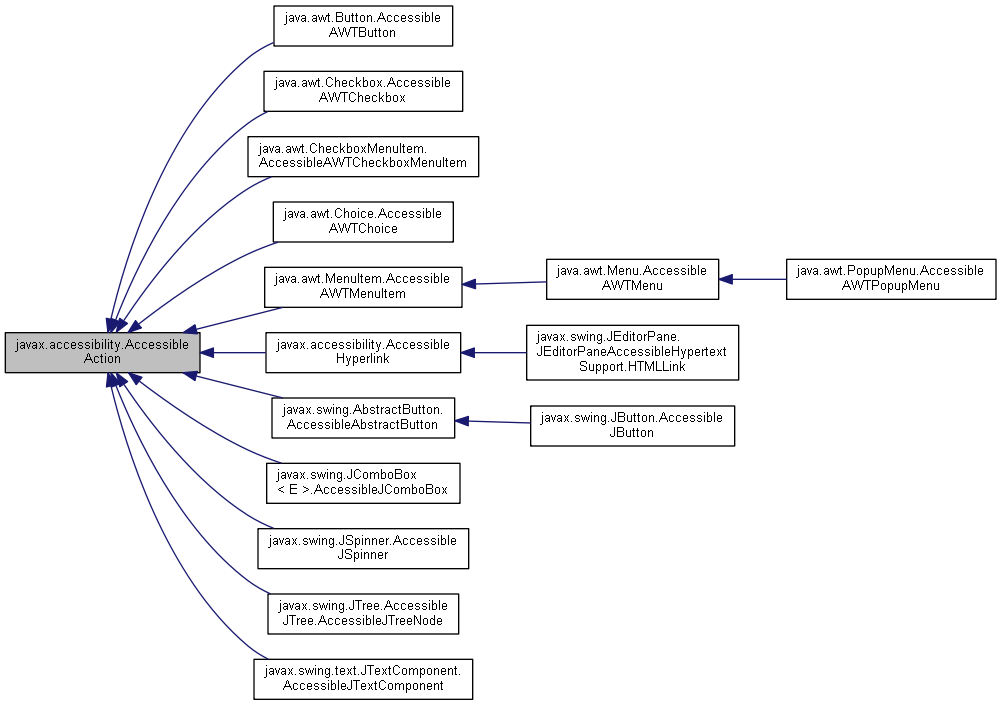 java.awt.Button.Accessible
AWTButton
java.awt.Checkbox.Accessible
AWTCheckbox
java.awt.CheckboxMenuItem.
AccessibleAWTCheckboxMenuItem
java.awt.Choice.Accessible
AWTChoice
java.awt.MenuItem.Accessible
AWTMenuItem
java.awt.Menu.Accessible
AWTMenu
java.awt.PopupMenu.Accessible
AWTPopupMenu
javax.accessibility.Accessible
Action
javax.accessibility.Accessible
Hyperlink
javax.swing.JEditorPane.
JEditorPaneAccessibleHypertext
Support.HTMLLink
javax.swing.AbstractButton.
AccessibleAbstractButton
javax.swing.JButton.Accessible
JButton
javax.swing.JComboBox
< E >.AccessibleJComboBox
javax.swing.JSpinner.Accessible
JSpinner
javax.swing.JTree.Accessible
JTree.AccessibleJTreeNode
javax.swing.text.JTextComponent.
AccessibleJTextComponent